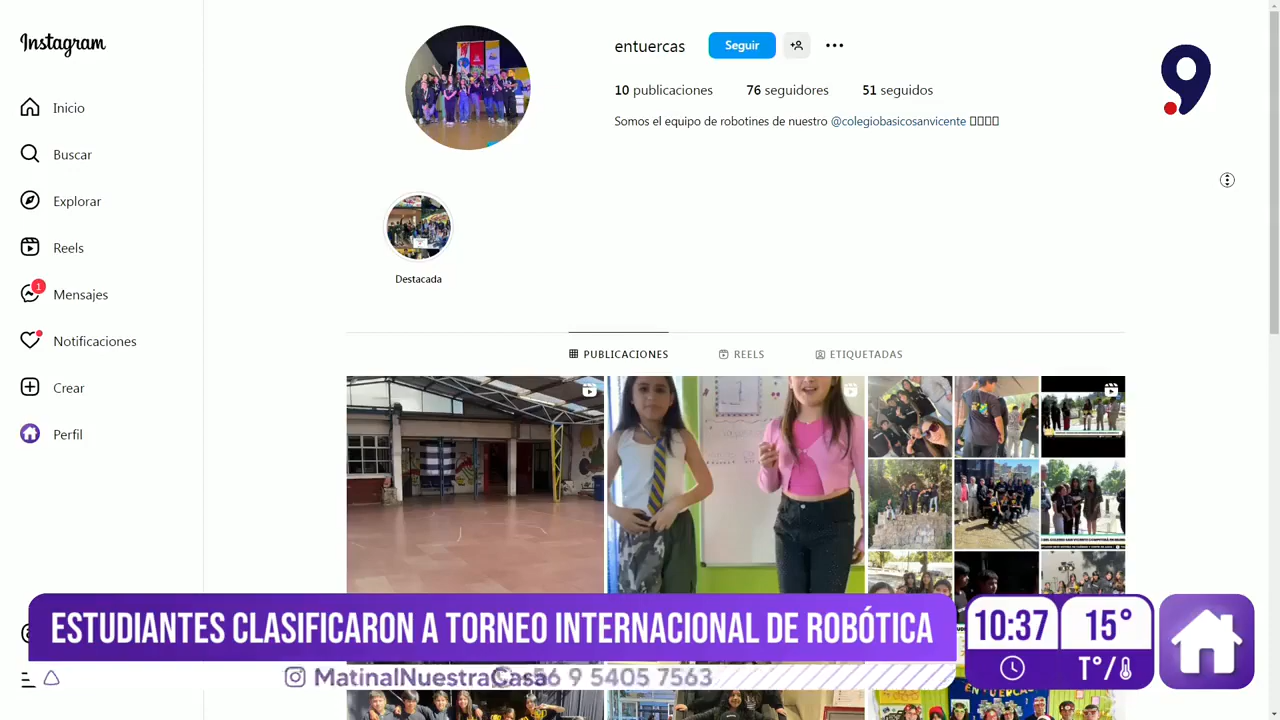 Instagram
Inicio
Buscar
Explorar
Reels
1
Mensajes
Notificaciones
Crear
Perfil
entuercas
Seguir
10 publicaciones 76 seguidores 51 seguidos
Somos el equipo de robotines de nuestro @colegiobasicosanvicente
Destacada
PUBLICACIONES REELS ETIQUETADAS
ESTUDIANTES CLASIFICARON A TORNEO INTERNACIONAL DE ROBÓTICA
10:37
15°
T°/
MatinalNuestraCasa
+56 9 5405 7563
ENTUERCAS